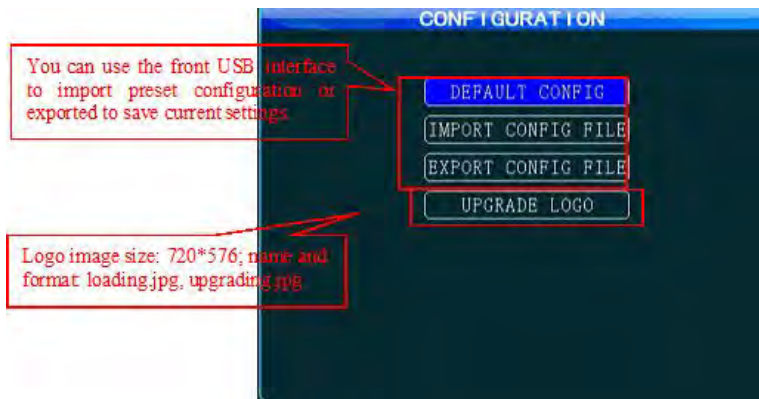 CONFIGURATION
You can use the front USB interface
to import preset configuration or
exported to save current settings.
DEFAULT CONFIG
IMPORT CONFIG FILE
EXPORT CONFIG FILE
UPGRADE LOGO
Logo image size: 720*576; name and
format: loading.jpg, upgrading.jpg